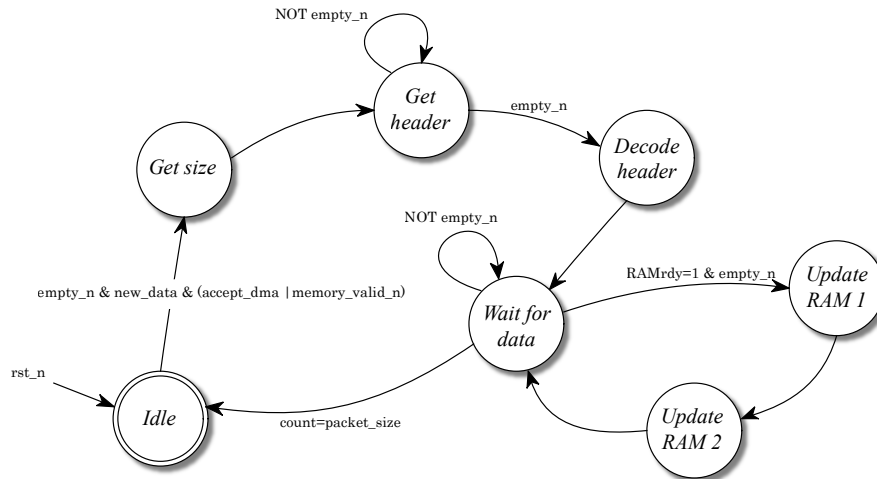 NOT empty_n
Get
header
empty_n
Decode
header
Get size
NOT empty_n
RAMrdy=1 & empty_n
Update
RAM 1
empty_n & new_data & (accept_dma | memory_valid_n)
Wait for
data
rst_n
Idle
count=packet_size
Update
RAM 2